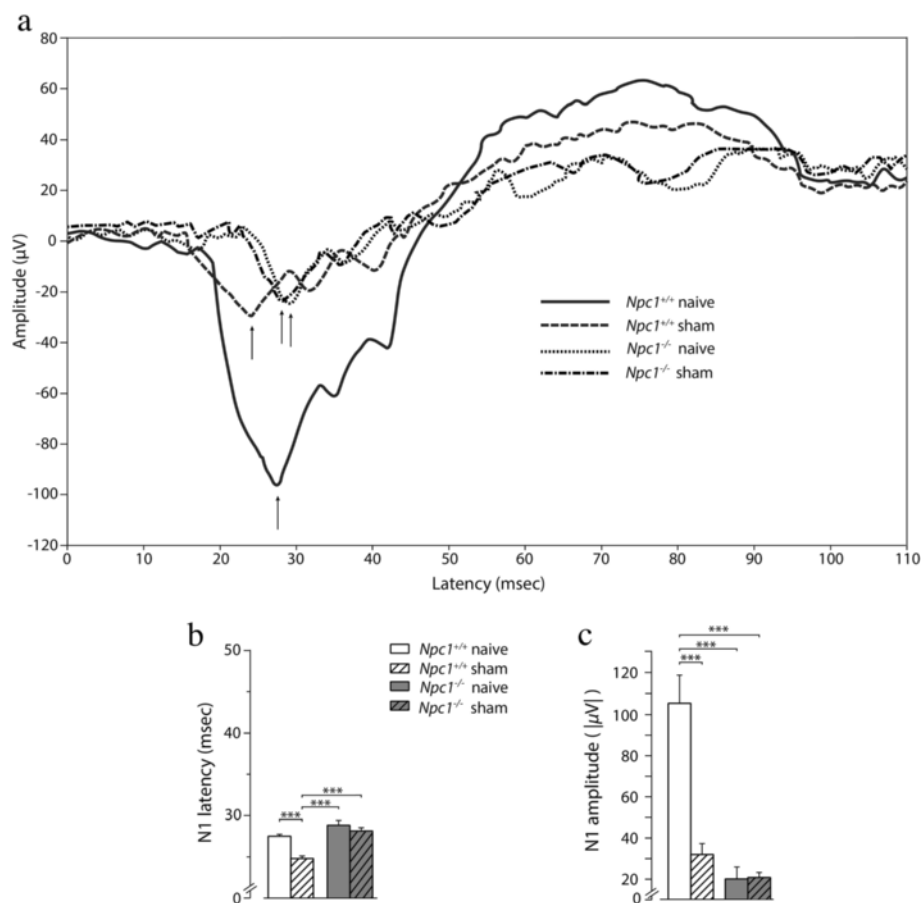 a
80
60
40
20
0
-20
-40
-60
-80
-100
-120
Amplitude (µV)
Npc1+/+ naive
Npc1+/+ sham
Npc1-/- naive
Npc1-/- sham
0 10 20 30 40 50 60 70 80 90 100 110
Latency (msec)
b
50
30
0
N1 latency (msec)
Npc1+/+ naive
Npc1+/+ sham
Npc1-/- naive
Npc1-/- sham
***
***
***
c
120
100
80
60
40
20
0
N1 amplitude ( |µV| )
***
***
***